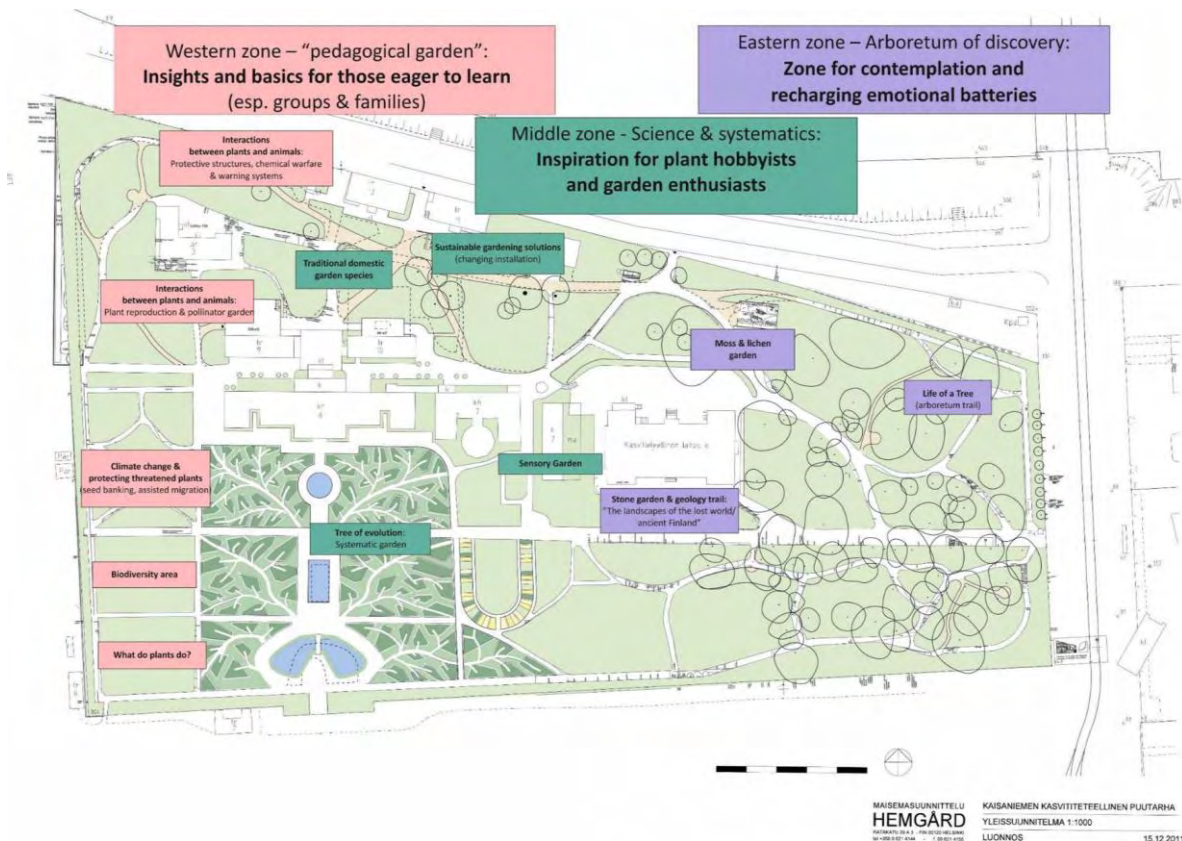 Western zone – “pedagogical garden”:
Insights and basics for those eager to learn
(esp. groups & families)
Eastern zone – Arboretum of discovery:
Zone for contemplation and
recharging emotional batteries
Middle zone - Science & systematics:
Inspiration for plant hobbyists
and garden enthusiasts
Interactions
between plants and animals:
Protective structures, chemical warfare
& warning systems
Traditional domestic
garden species
Sustainable gardening solutions
(changing installation)
Interactions
between plants and animals:
Plant reproduction & pollinator garden
Moss & lichen
garden
Life of a Tree
(arboretum trail)
Climate change &
protecting threatened plants
(seed banking, assisted migration)
Sensory Garden
Stone garden & geology trail:
“The landscapes of the lost world/
ancient Finland”
Tree of evolution:
Systematic garden
Biodiversity area
What do plants do?
MAISEMASUUNNITTELU
HEMGÅRD
KAISANIEMEN KASVITITETEELLINEN PUUTARHA
YLEISSUUNNITELMA 1:1000
LUONNOS 15.12.2011